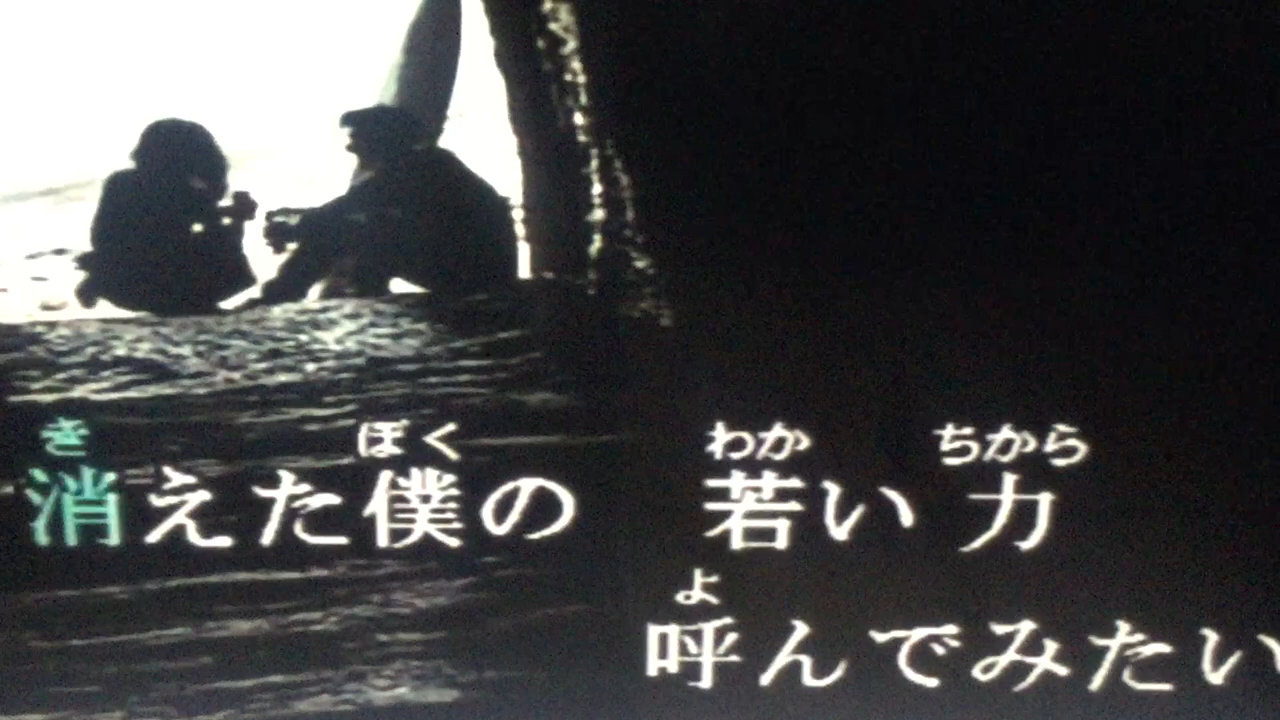 き ぼく わか ちから
消えた僕の 若い力
よ
呼んでみたい